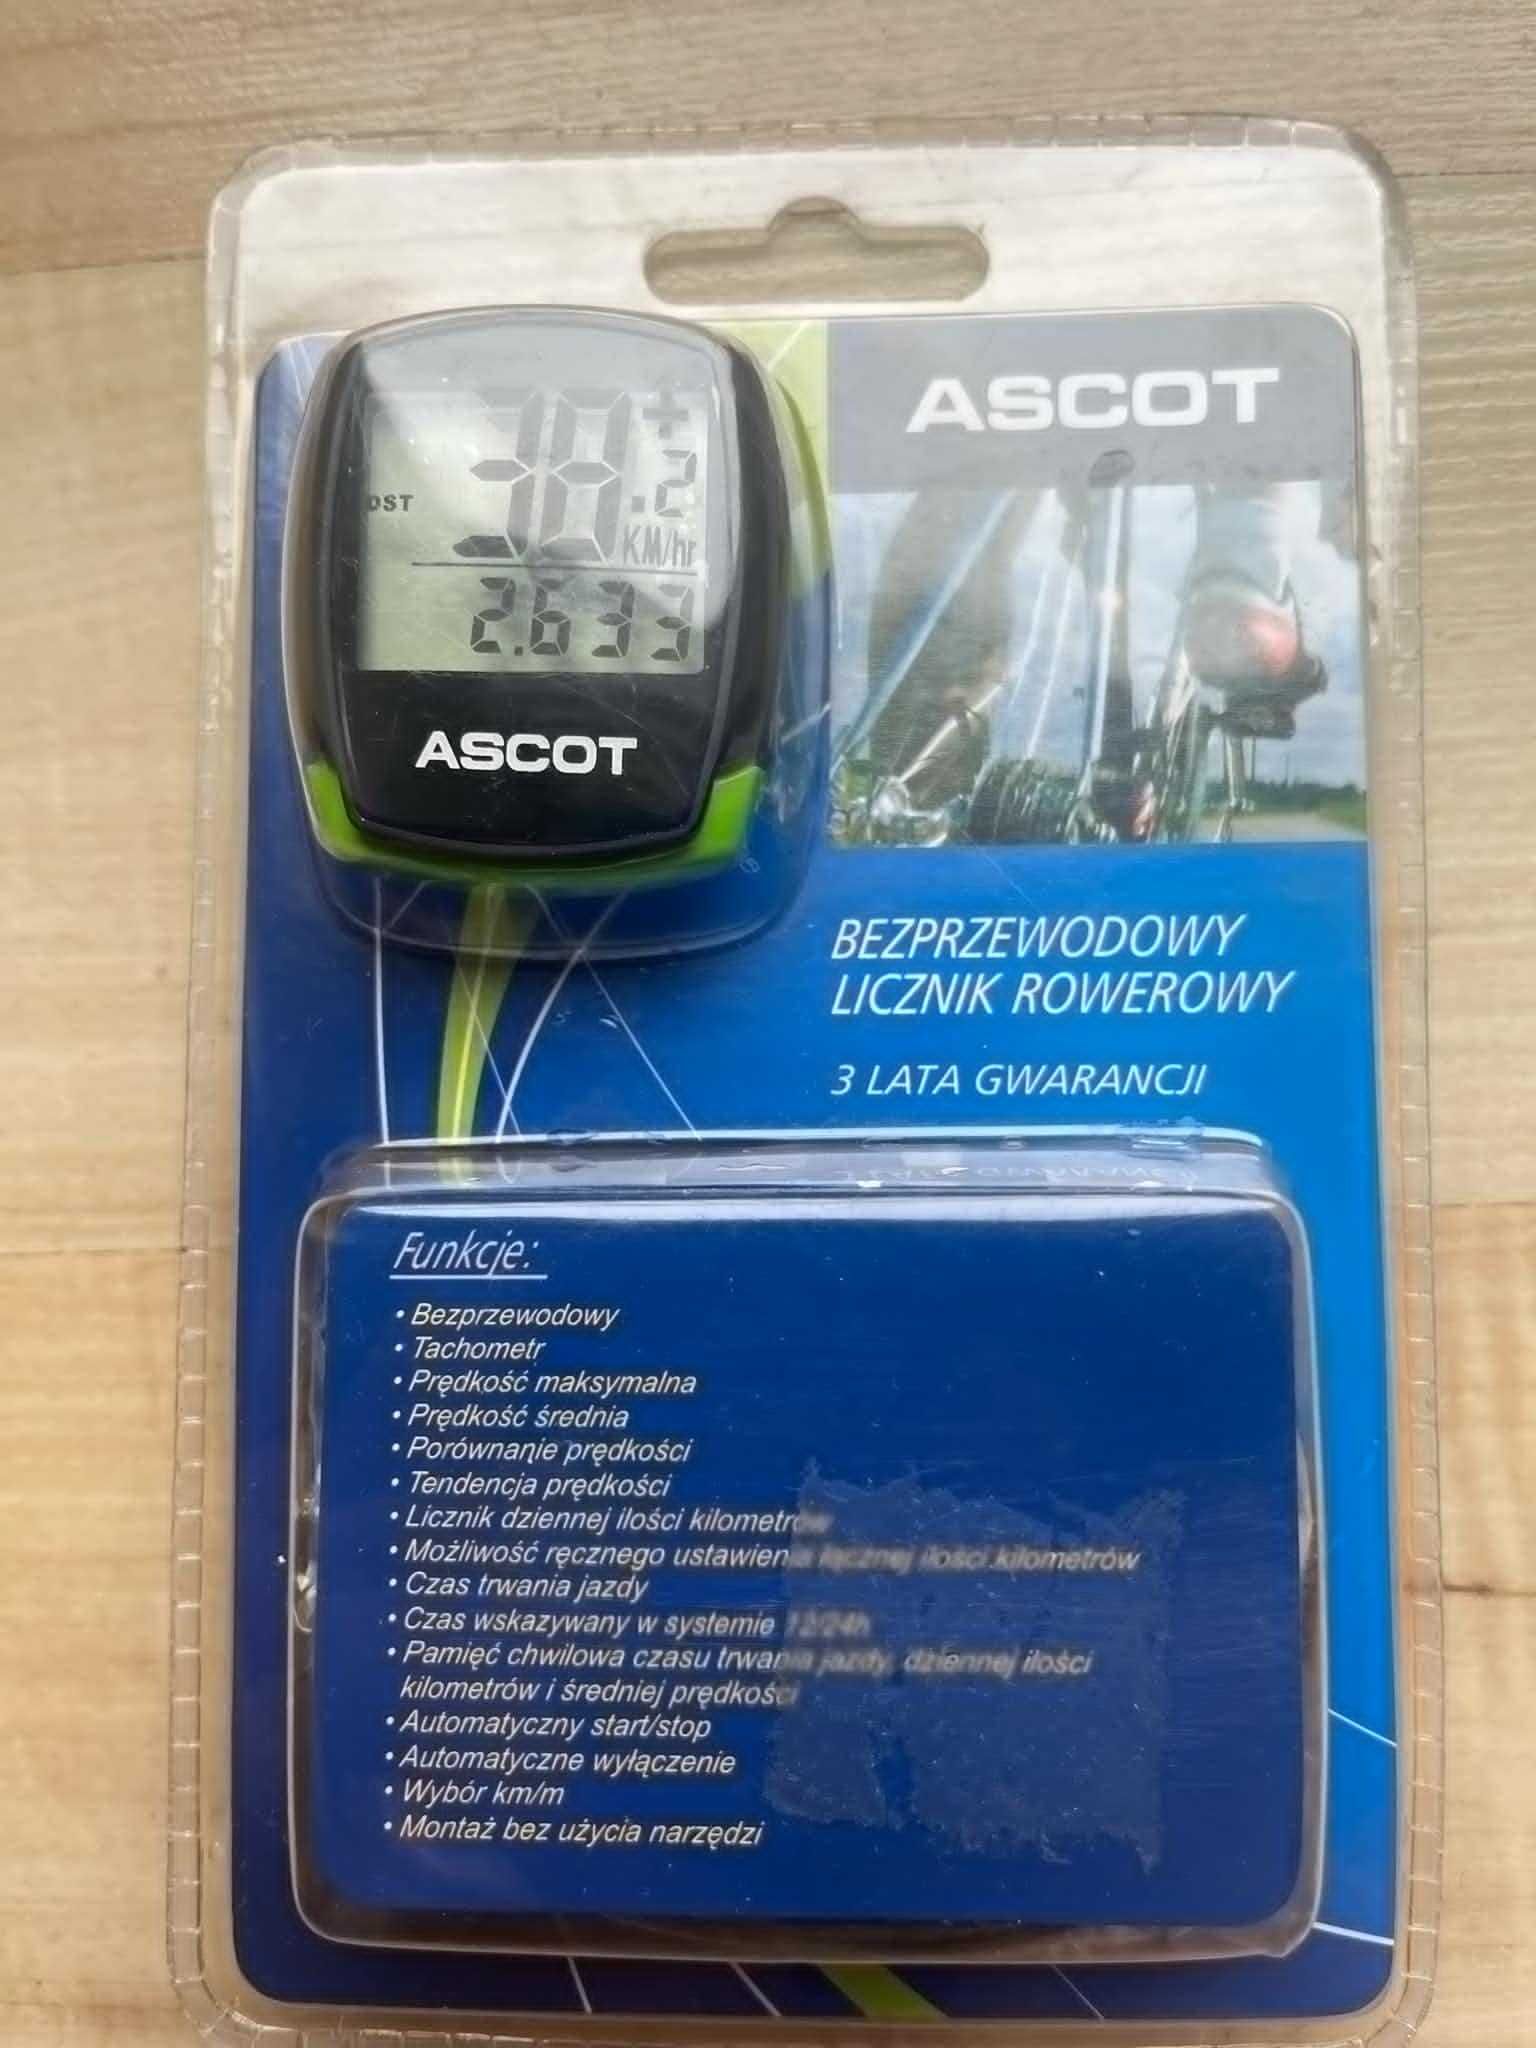 ASCOT
+
38.2
DST
KM/hr
2.633
ASCOT
BEZPRZEWODOWY
LICZNIK ROWEROWY
3 LATA GWARANCJI
Funkcje:
• Bezprzewodowy
• Tachometr
• Prędkość maksymalna
• Prędkość średnia
• Porównanie prędkości
• Tendencja prędkości
• Licznik dziennej ilości kilometrów
• Możliwość ręcznego ustawienia łącznej ilości kilometrów
• Czas trwania jazdy
• Czas wskazywany w systemie 12/24h
• Pamięć chwilowa czasu trwania jazdy, dziennej ilości
kilometrów i średniej prędkości
• Automatyczny start/stop
• Automatyczne wyłączenie
• Wybór km/m
• Montaż bez użycia narzędzi